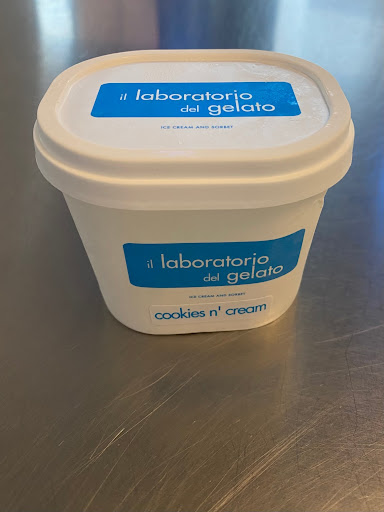 il laboratorio
del gelato
ICE CREAM AND SORBET
il laboratorio
del gelato
ICE CREAM AND SORBET
cookies n' cream